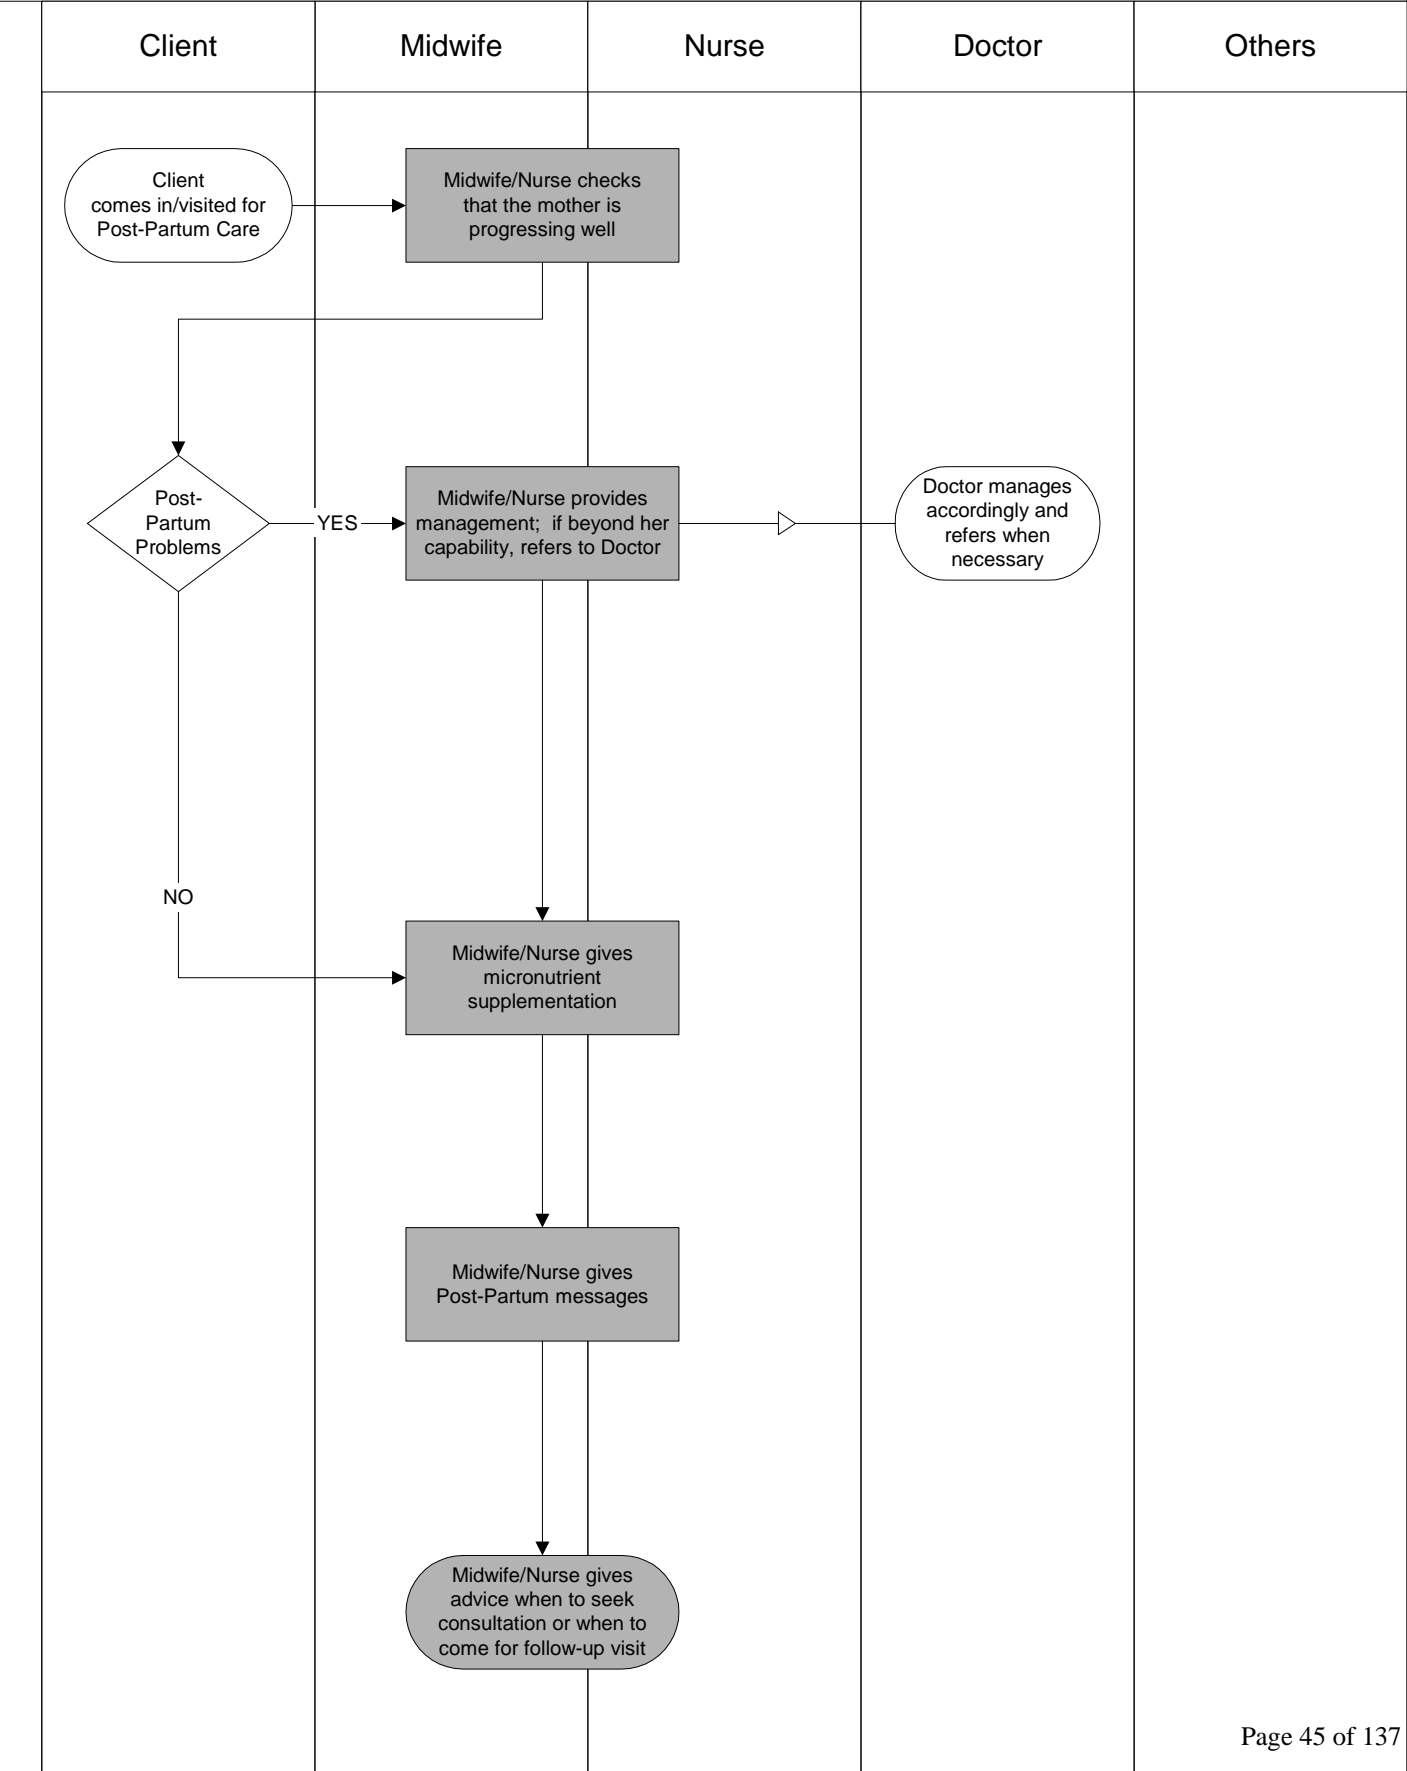 Client
Midwife
Nurse
Doctor
Others
Client
comes in/visited for
Post-Partum Care
Midwife/Nurse checks
that the mother is
progressing well
Post-
Partum
Problems
YES
Midwife/Nurse provides
management;  if beyond her
capability, refers to Doctor
Doctor manages
accordingly and
refers when
necessary
NO
Midwife/Nurse gives
micronutrient
supplementation
Midwife/Nurse gives
Post-Partum messages
Midwife/Nurse gives
advice when to seek
consultation or when to
come for follow-up visit
Page 45 of 137